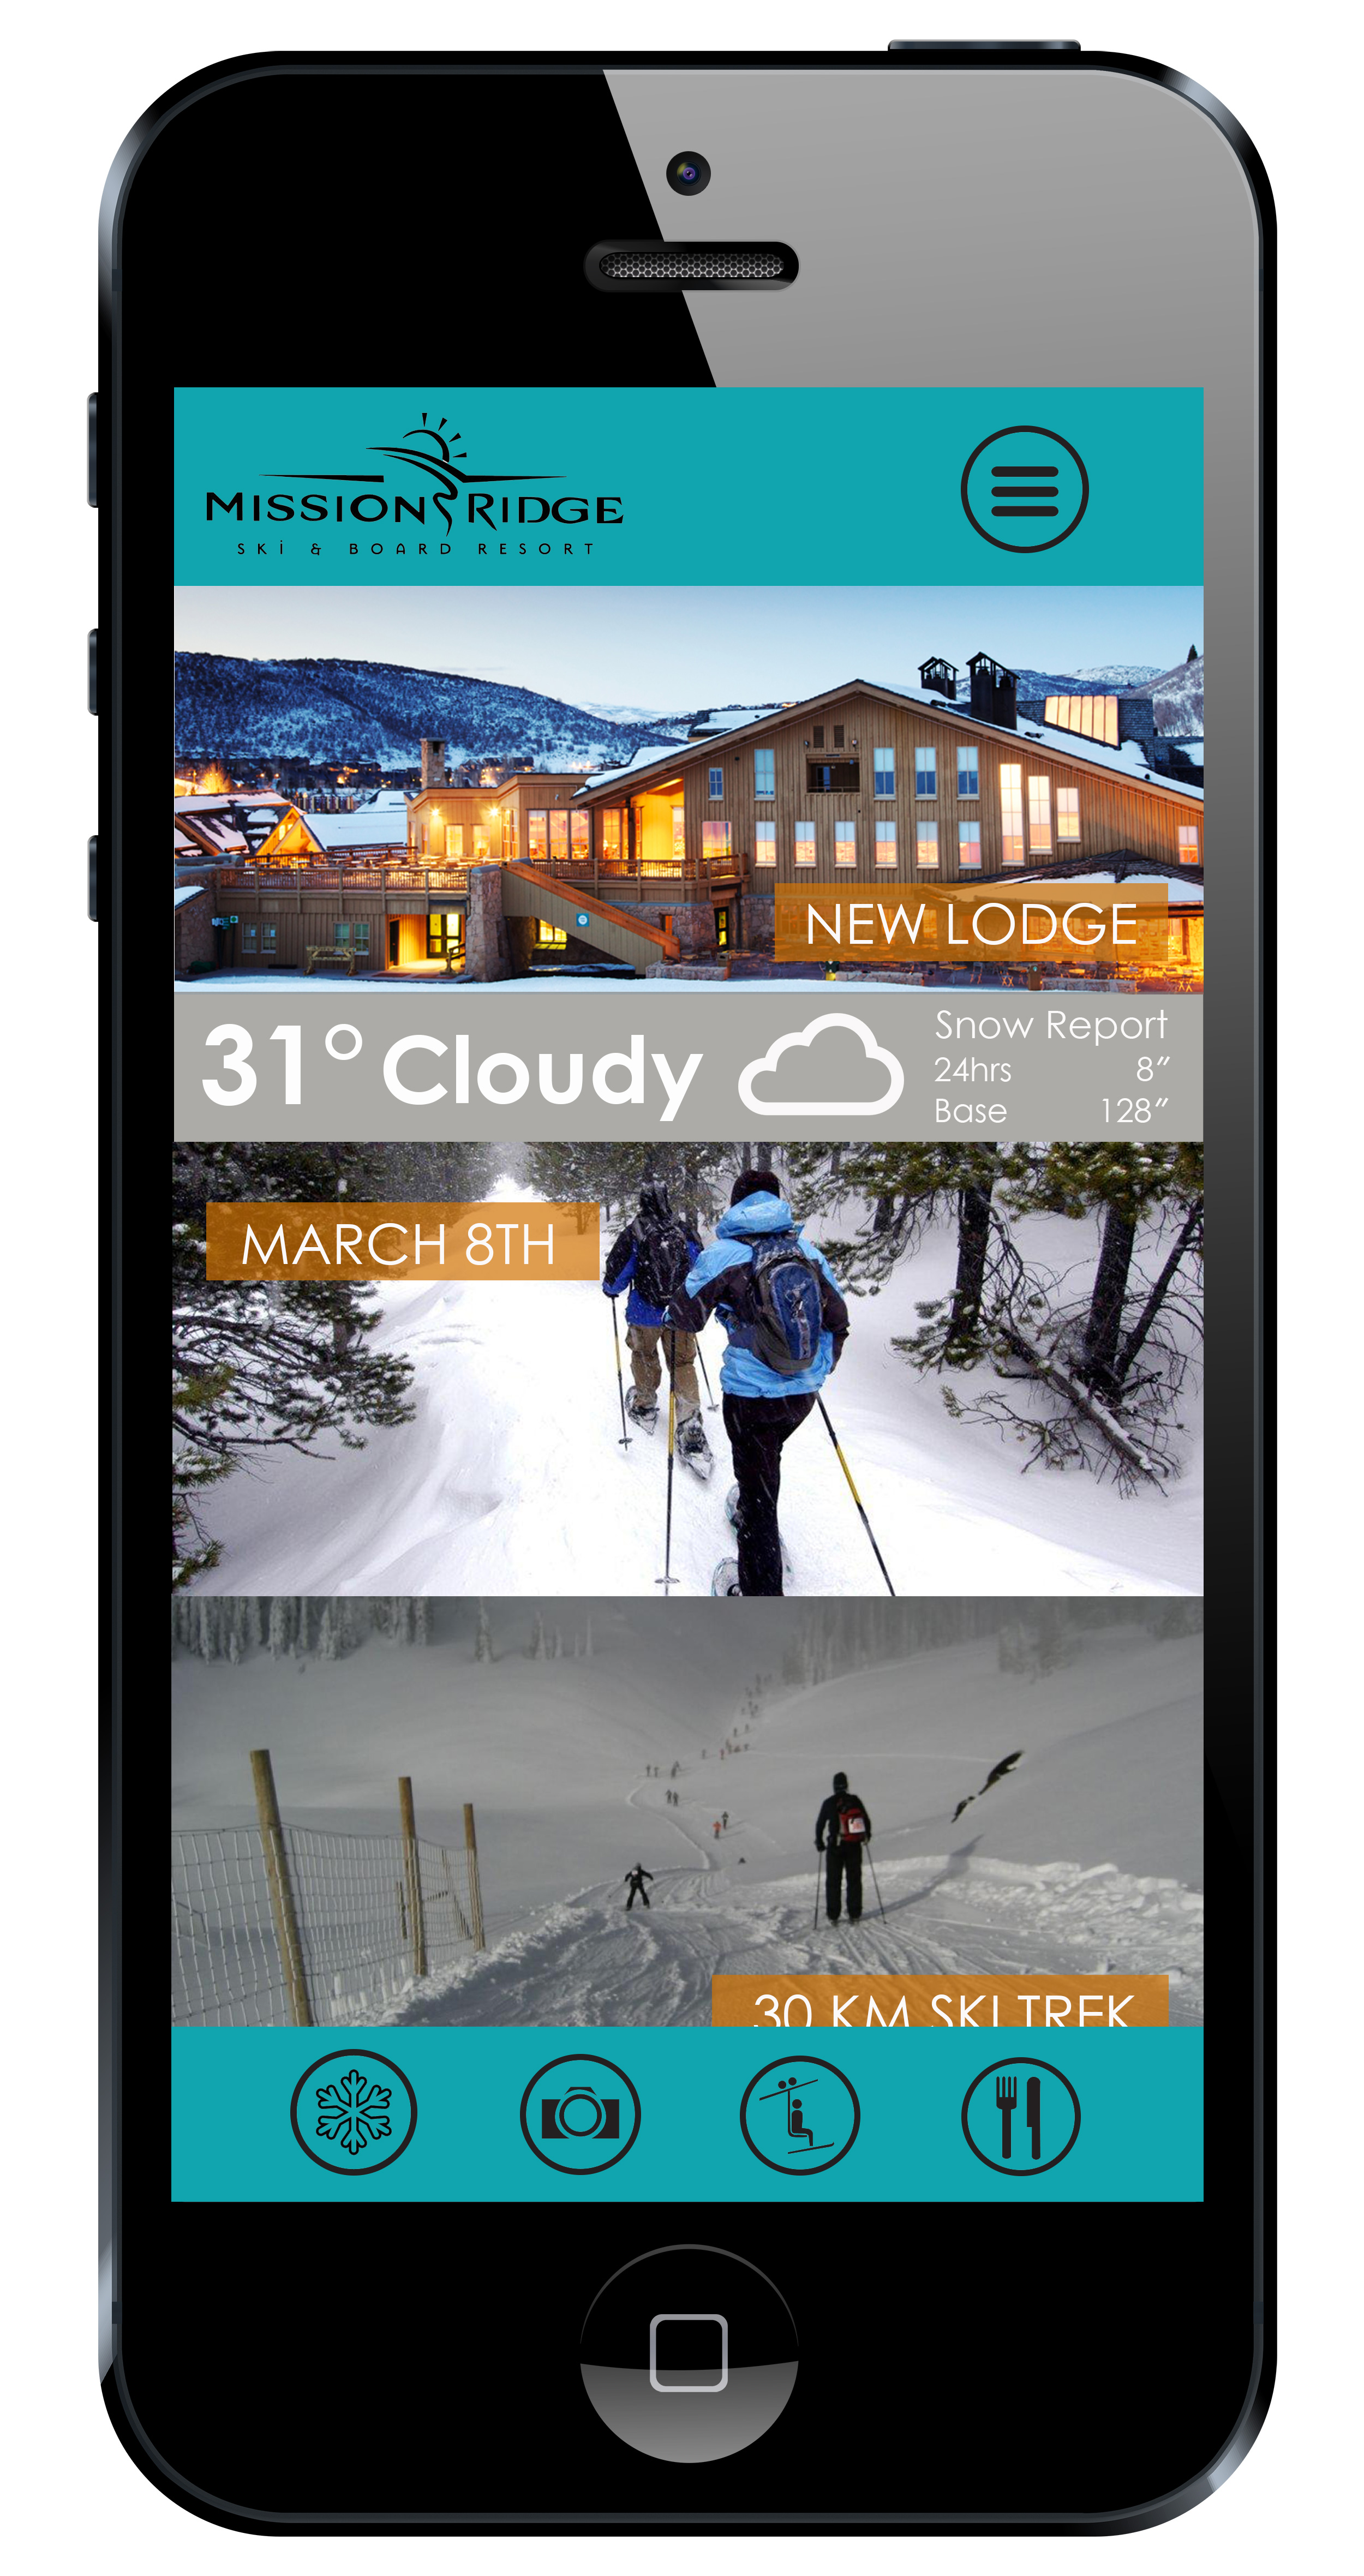 MISSION RIDGE
SKI & BOARD RESORT
NEW LODGE
31° Cloudy
Snow Report
24hrs 8"
Base 128"
MARCH 8TH
30 KM SKI TREK